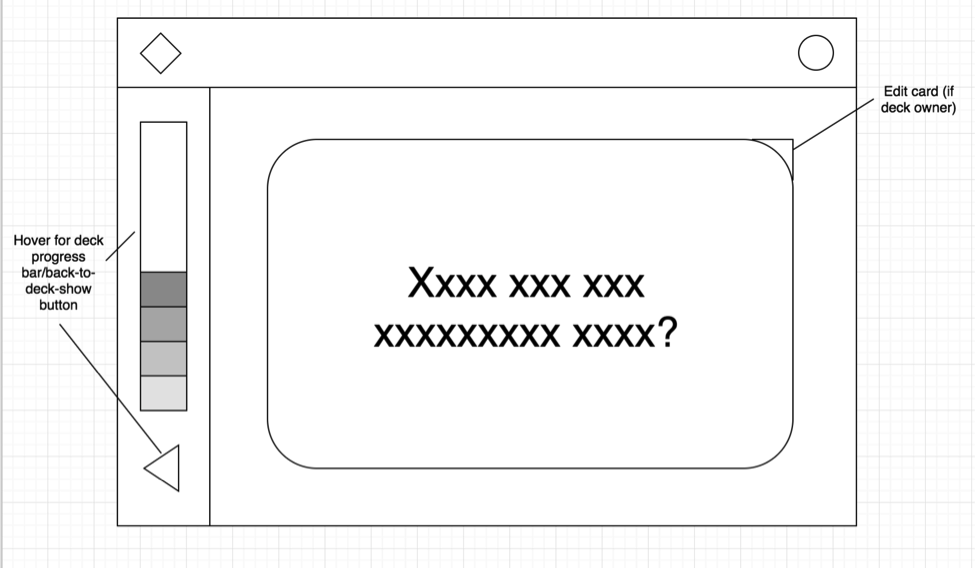 Edit card (if
deck owner)
Hover for deck
progress
bar/back-to-
deck-show
button
Xxxx xxx xxx
xxxxxxxxx xxxx?